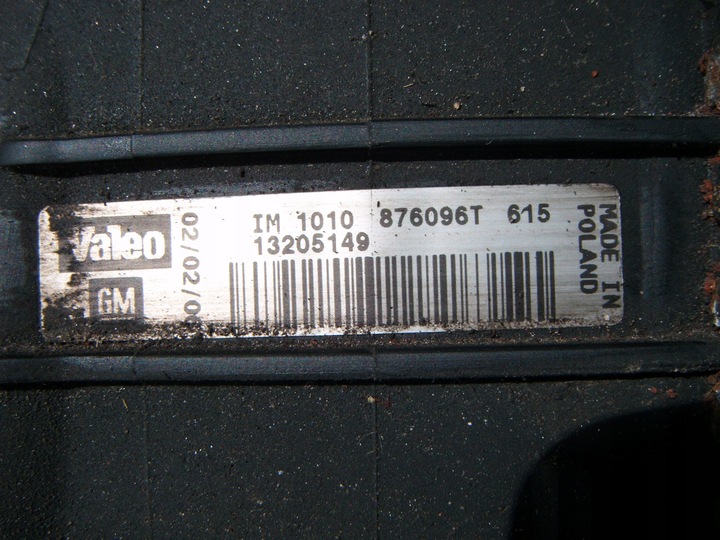 Valeo
GM
02/02/0
IM 1010 876096T 615
13205149
MADE IN
POLAND